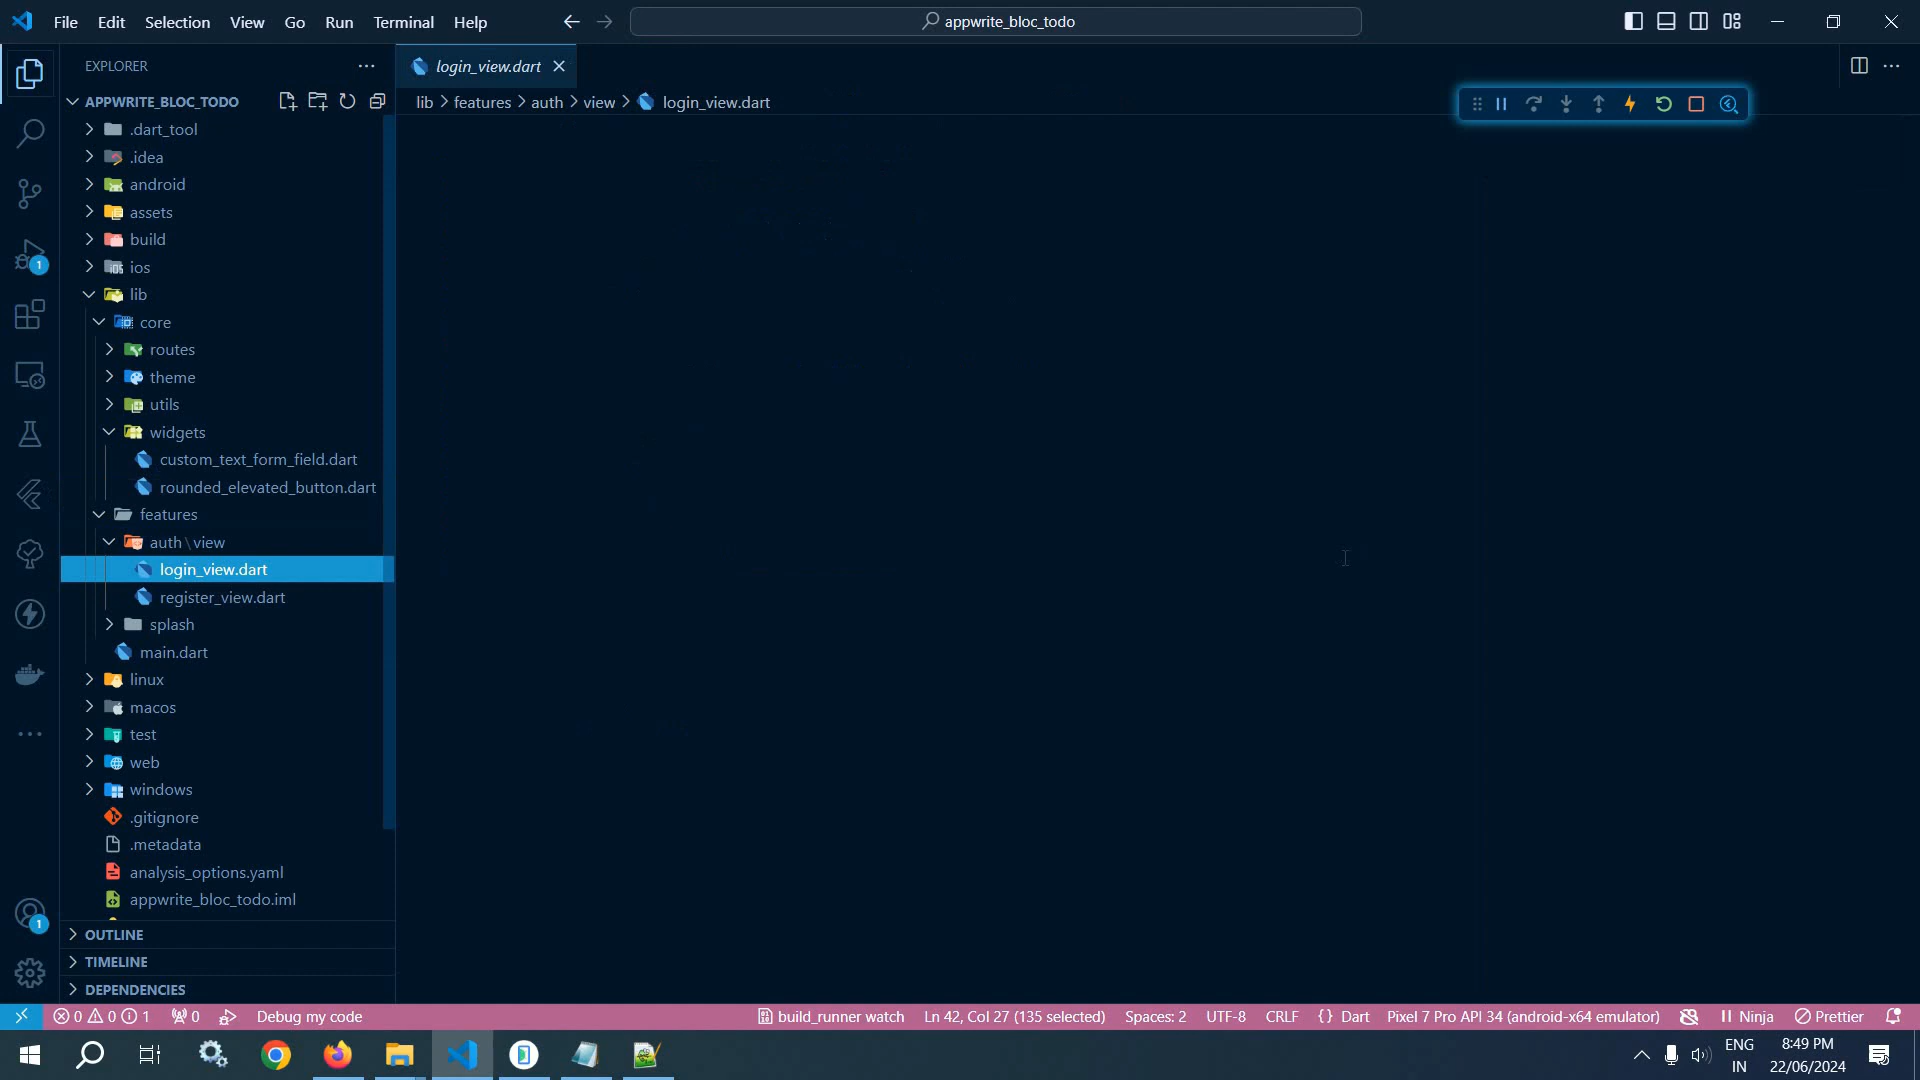 File Edit Selection View Go Run Terminal Help
appwrite_bloc_todo
EXPLORER
login_view.dart
APPWRITE_BLOC_TODO
lib features auth view login_view.dart
.dart_tool
.idea
android
assets
build
ios
lib
core
routes
theme
utils
widgets
custom_text_form_field.dart
rounded_elevated_button.dart
features
auth\view
login_view.dart
register_view.dart
splash
main.dart
linux
macos
test
web
windows
.gitignore
.metadata
analysis_options.yaml
appwrite_bloc_todo.iml
OUTLINE
TIMELINE
DEPENDENCIES
1
1
0 0 1 0 Debug my code build_runner watch Ln 42, Col 27 (135 selected) Spaces: 2 UTF-8 CRLF {} Dart Pixel 7 Pro API 34 (android-x64 emulator) Ninja Prettier
ENG
IN
8:49 PM
22/06/2024